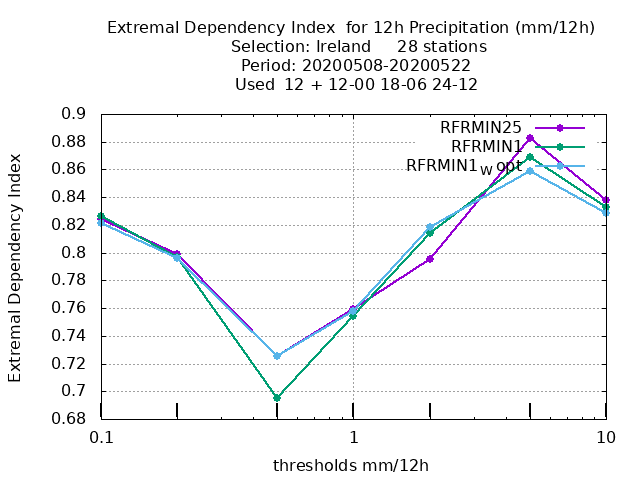 Extremal Dependency Index  for 12h Precipitation (mm/12h)
Selection: Ireland     28 stations
Period: 20200508-20200522
Used  12 + 12-00 18-06 24-12
RFRMIN25
RFRMIN1
RFRMIN1Wopt
Extremal Dependency Index
0.9
0.88
0.86
0.84
0.82
0.8
0.78
0.76
0.74
0.72
0.7
0.68
0.1
1
10
thresholds mm/12h